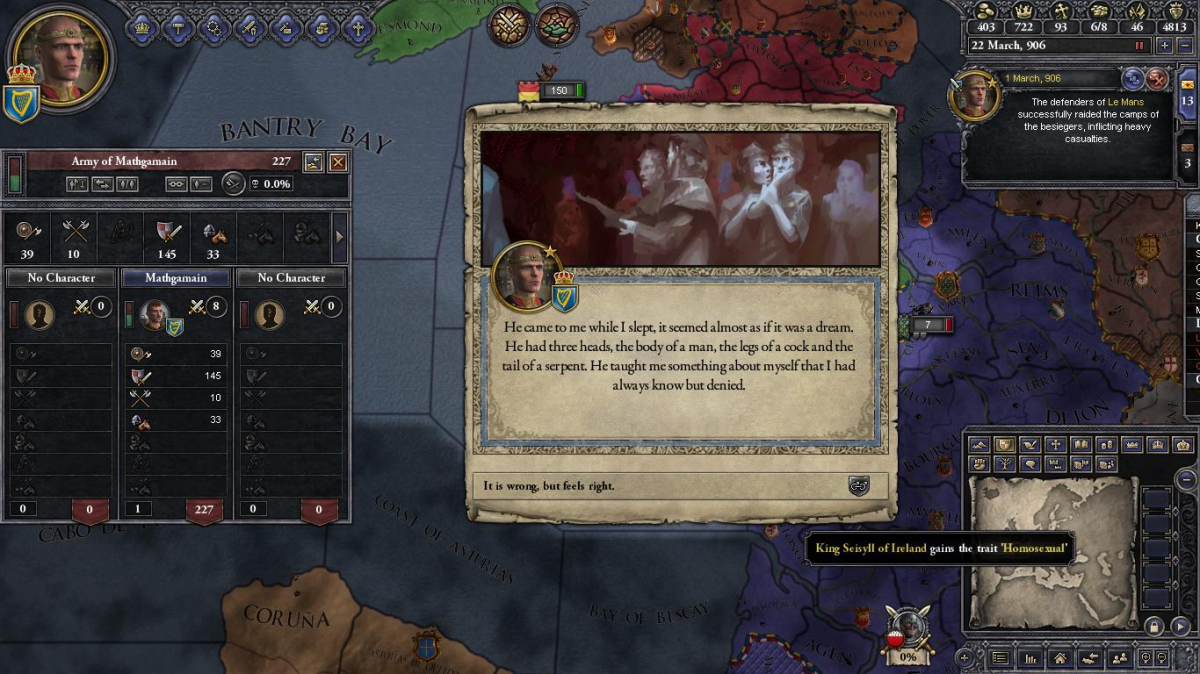 DESMOND
SUFFOLK
BANTRY BAY
150
403 722 93 6/8 46 4813
22 March, 906
1 March, 906
The defenders of Le Mans
successfully raided the camps of
the besiegers, inflicting heavy
casualties.
13
3
Army of Mathgamain 227
0.0%
39 10 145 33
No Character Mathgamain No Character
0 8 0
39
145
10
33
0 0 1 227 0 0
He came to me while I slept, it seemed almost as if it was a dream.
He had three heads, the body of a man, the legs of a cock and the
tail of a serpent. He taught me something about myself that I had
always know but denied.
It is wrong, but feels right.
King Seisyll of Ireland gains the trait 'Homosexual'
7
REIMS
AUXERRE
DIJON
COAST OF ASTURIAS
BAY OF BISCAY
CORUÑA
AGEN
0%